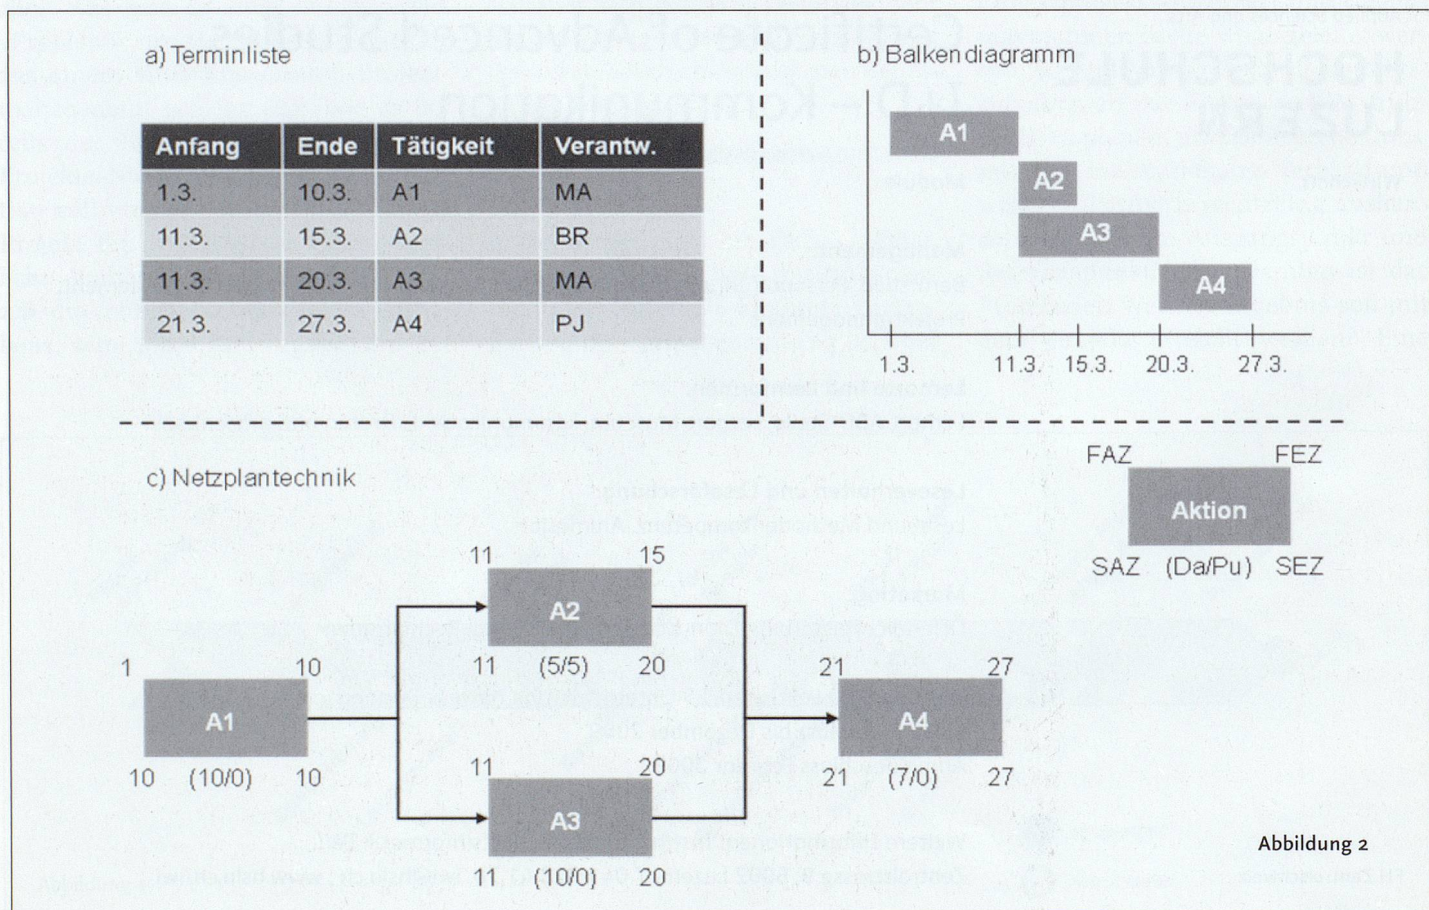 a) Terminliste
Anfang Ende Tätigkeit Verantw.
1.3. 10.3. A1 MA
11.3. 15.3. A2 BR
11.3. 20.3. A3 MA
21.3. 27.3. A4 PJ
b) Balkendiagramm
A1
A2
A3
A4
1.3. 11.3. 15.3. 20.3. 27.3.
c) Netzplantechnik
FAZ FEZ
Aktion
SAZ (Da/Pu) SEZ
1 10
A1
10 (10/0) 10
11 15
A2
11 (5/5) 20
11 20
A3
11 (10/0) 20
21 27
A4
21 (7/0) 27
Abbildung 2